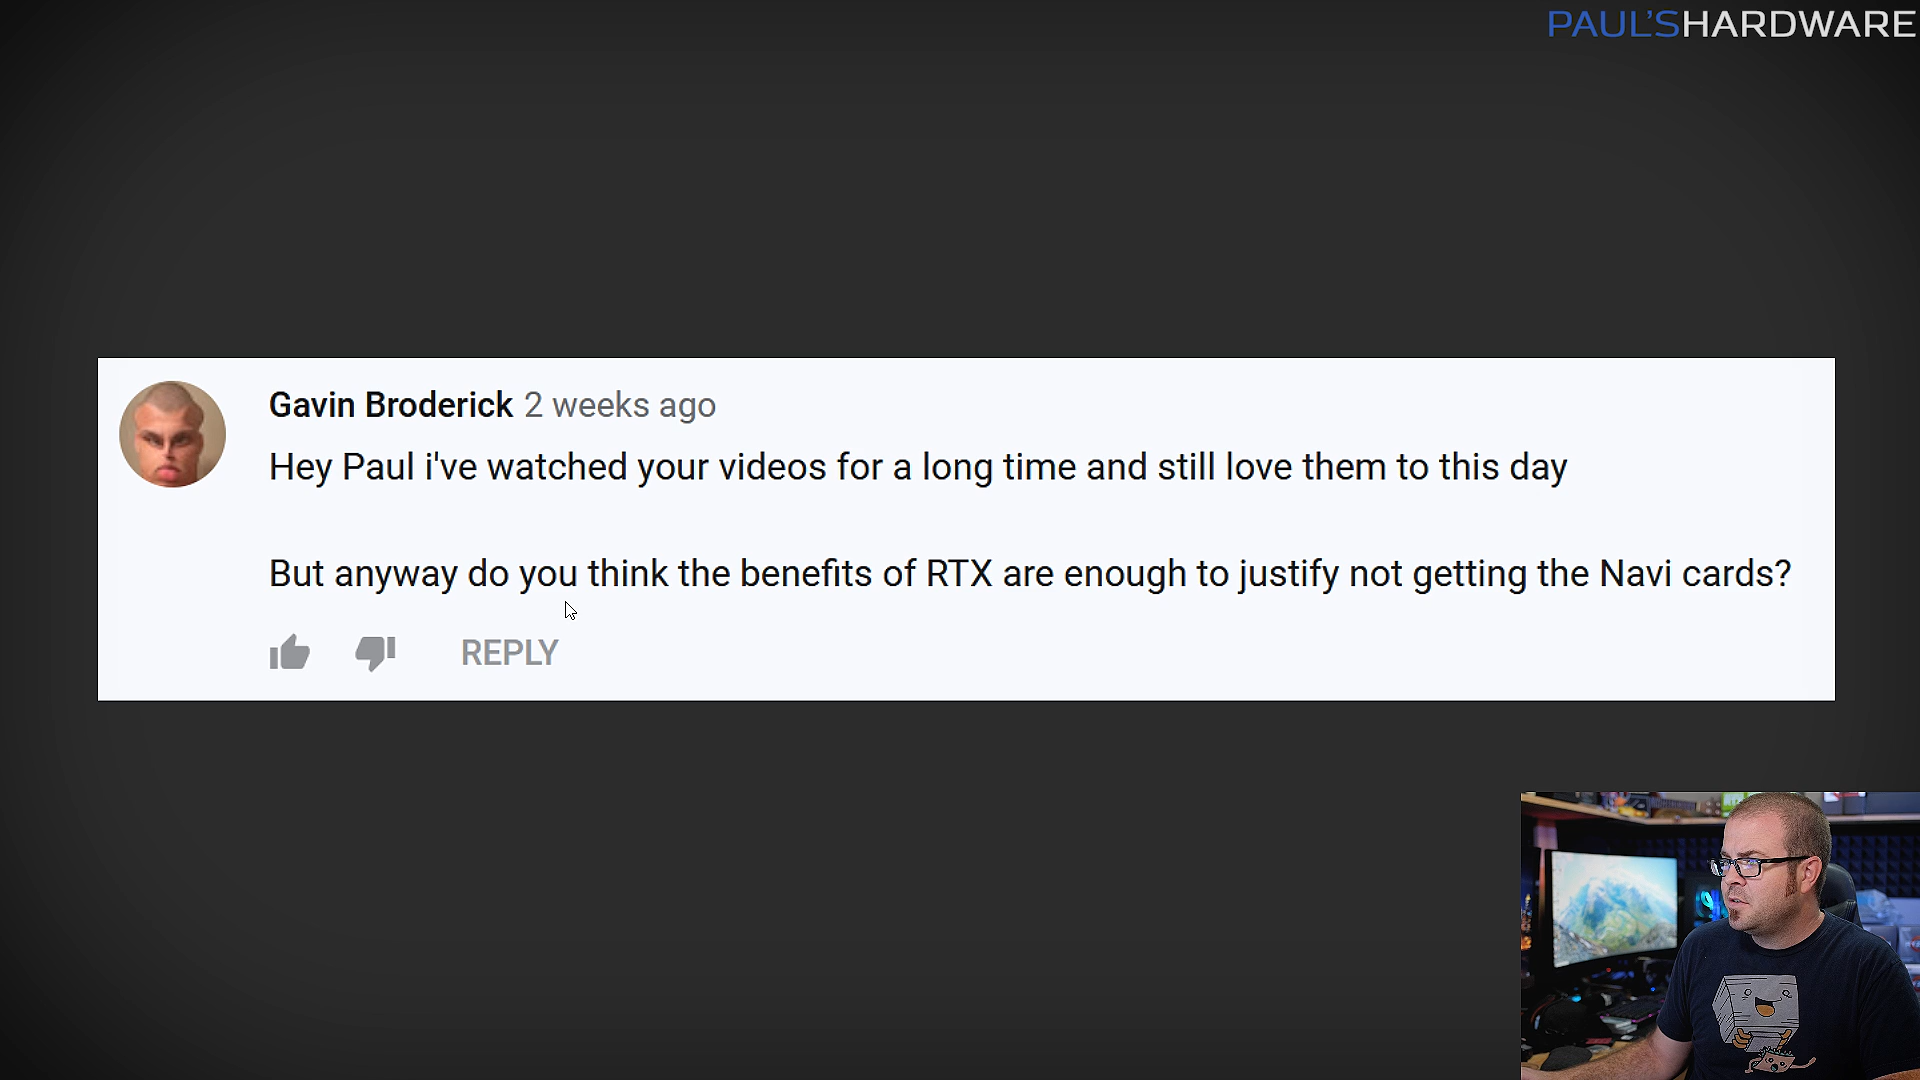 PAUL'SHARDWARE
Gavin Broderick 2 weeks ago
Hey Paul i've watched your videos for a long time and still love them to this day
But anyway do you think the benefits of RTX are enough to justify not getting the Navi cards?
REPLY